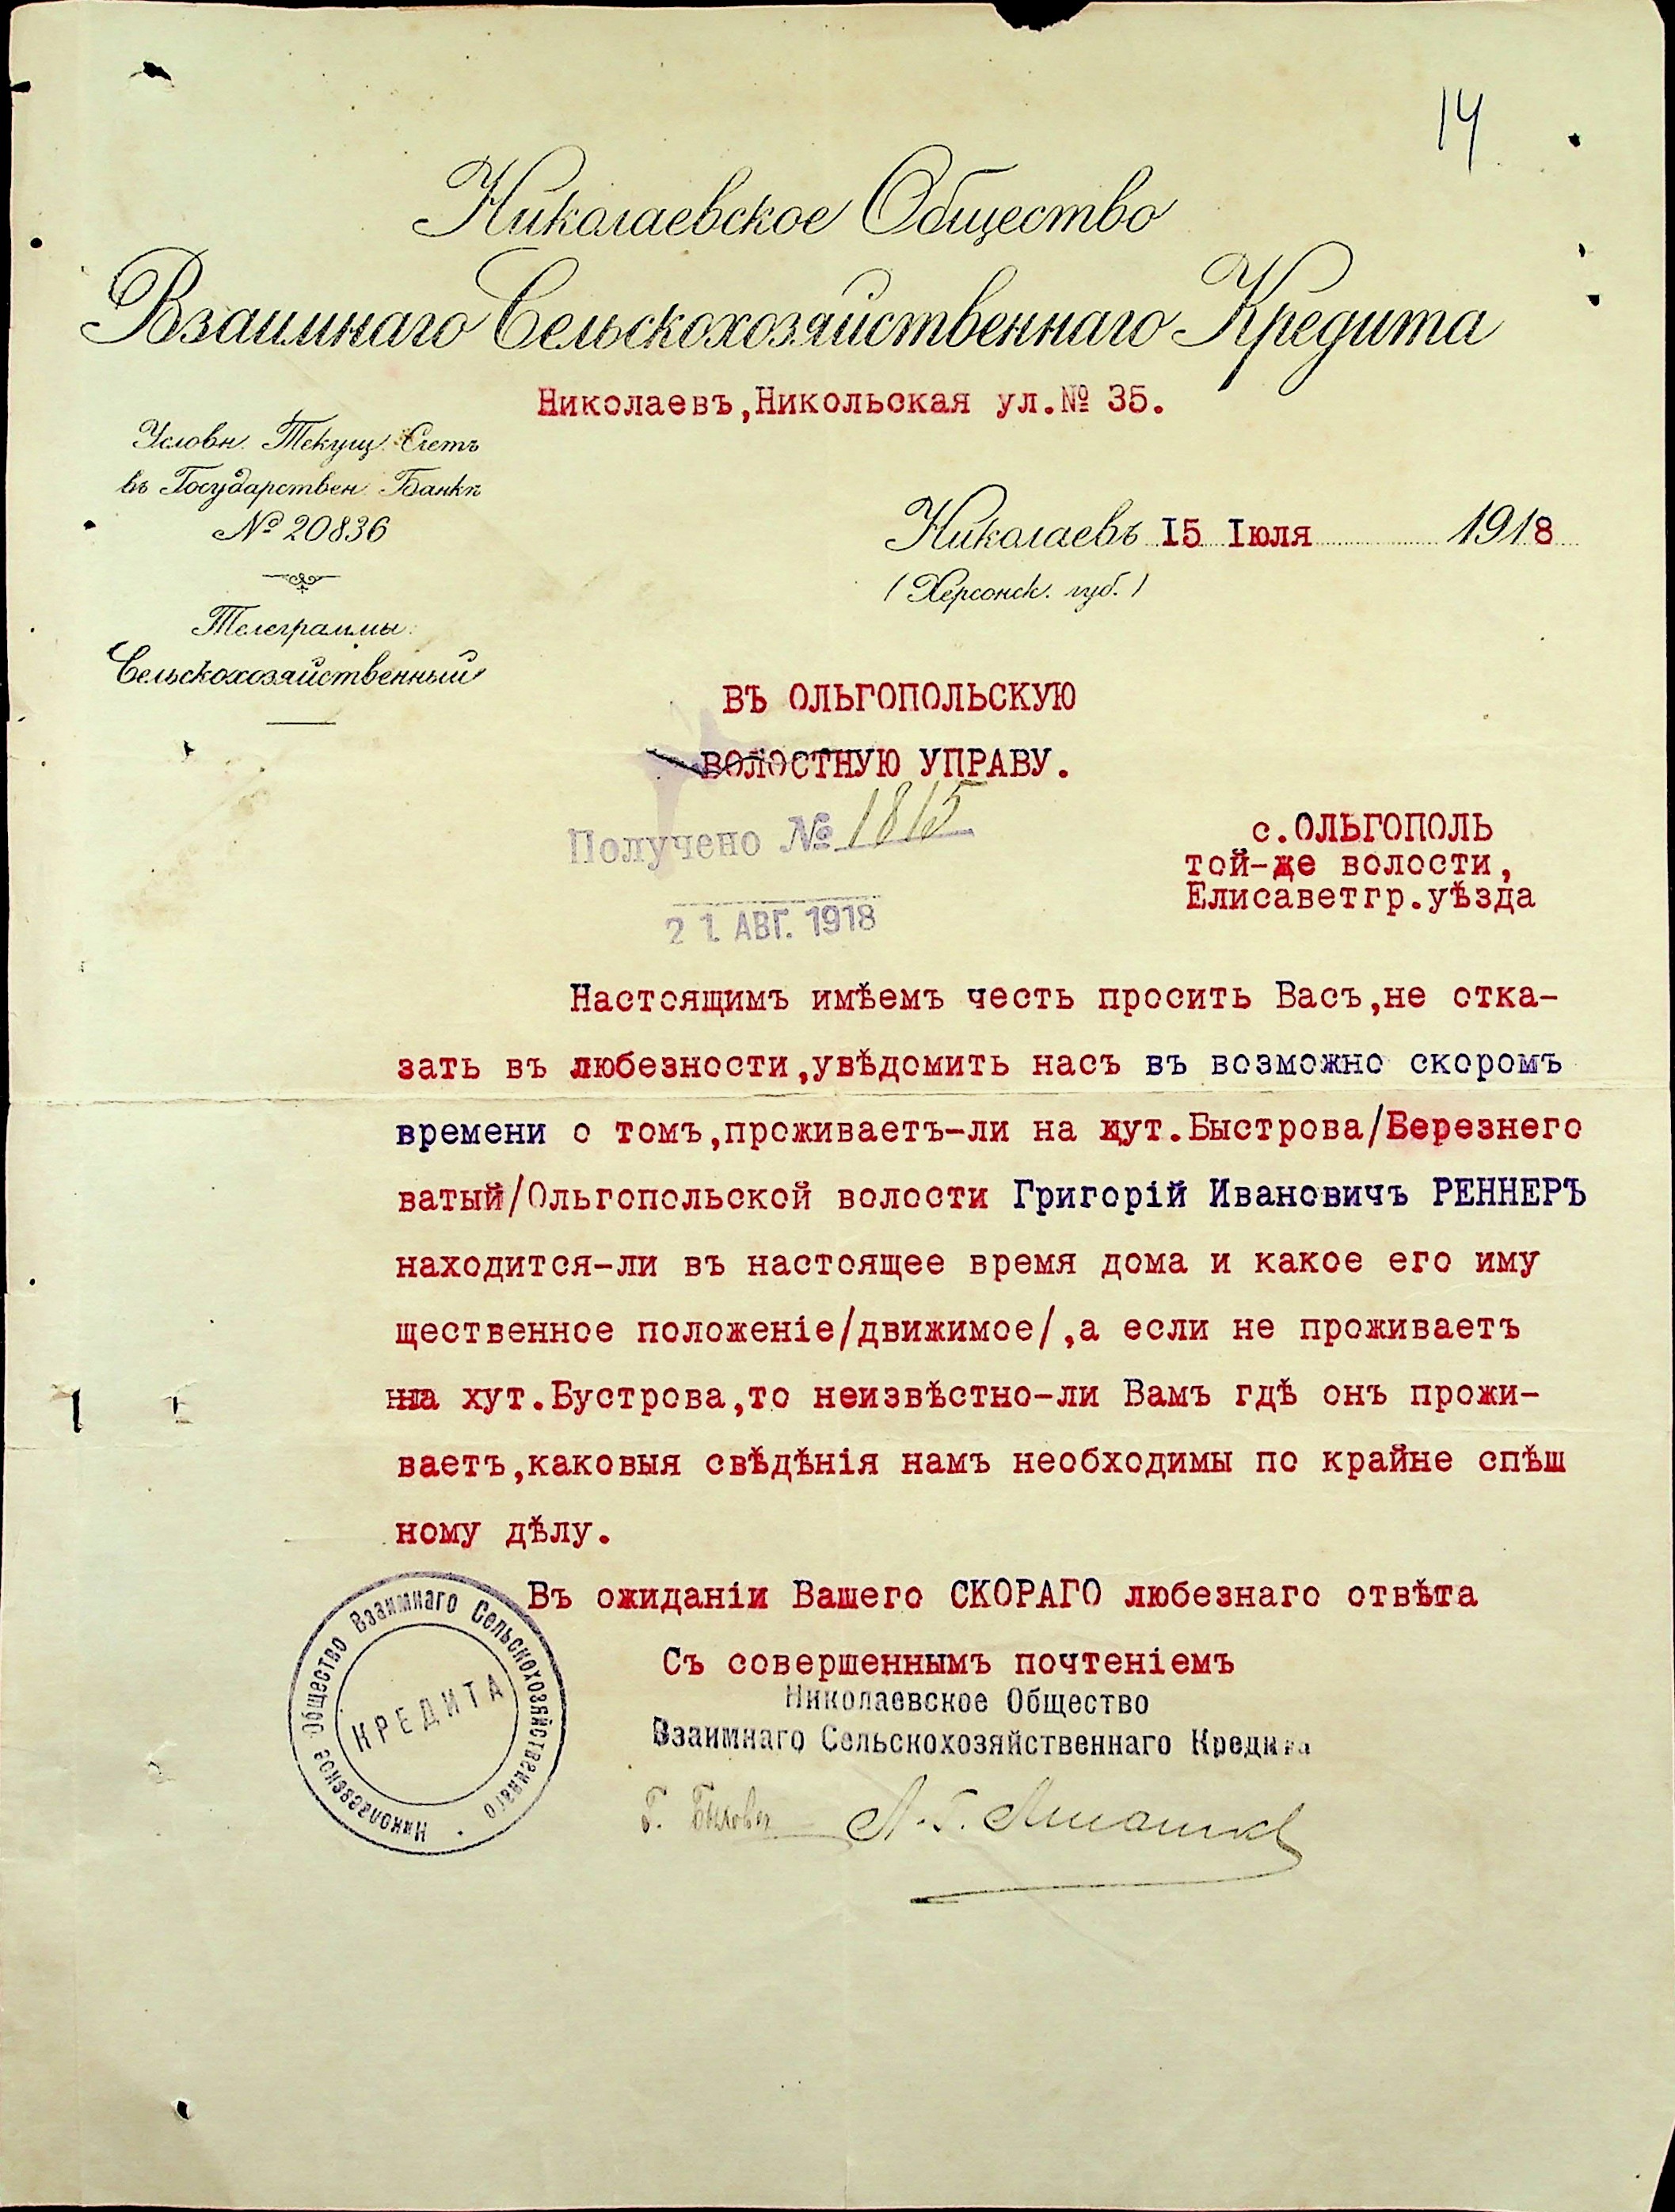 14
Николаевское Общество
Взаимнаго Сельскохозяйственнаго Кредита
Николаевъ,Никольская ул.№ 35.
Условн. Текущ. Счетъ
въ Государствен. Банкѣ
№ 20836
Телеграммы:
Сельскохозяйственный
Николаевъ I5 Iюля 1918
(Херсонск. губ.)
ВЪ ОЛЬГОПОЛЬСКУЮ
ВОЛОСТНУЮ УПРАВУ.
Получено № 1815
21. АВГ. 1918
с.ОЛЬГОПОЛЬ
той-же волости,
Елисаветгр.уѣзда
Настоящимъ имѣемъ честь просить Васъ,не отка-
зать въ любезности,увѣдомить насъ въ возможно скоромъ
времени о томъ,проживаетъ-ли на хут.Быстрова/Березнего
ватый/Ольгопольской волости Григорій Ивановичъ РЕННЕРЪ
находится-ли въ настоящее время дома и какое его иму
щественное положеніе/движимое/,а если не проживаетъ
на хут.Бустрова,то неизвѣстно-ли Вамъ гдѣ онъ прожи-
ваетъ,каковыя свѣдѣнія намъ необходимы по крайне спѣш
ному дѣлу.
Въ ожиданіи Вашего СКОРАГО любезнаго отвѣта
Съ совершеннымъ почтеніемъ
Николаевское Общество
Взаимнаго Сельскохозяйственнаго Кредита
Николаевское Общество Взаимнаго Сельскохозяйственнаго
КРЕДИТА